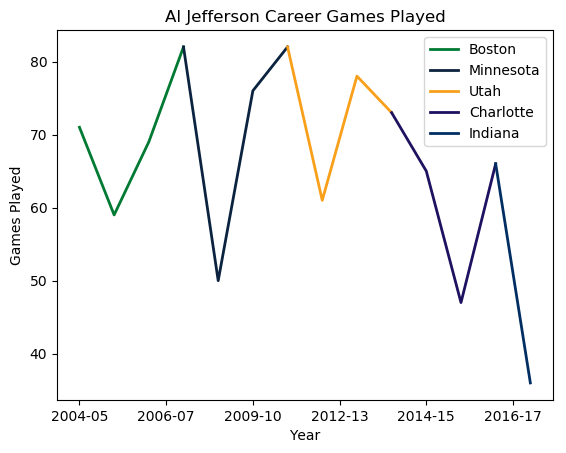 Al Jefferson Career Games Played
Boston
Minnesota
Utah
Charlotte
Indiana
Games Played
80
70
60
50
40
2004-05 2006-07 2009-10 2012-13 2014-15 2016-17
Year